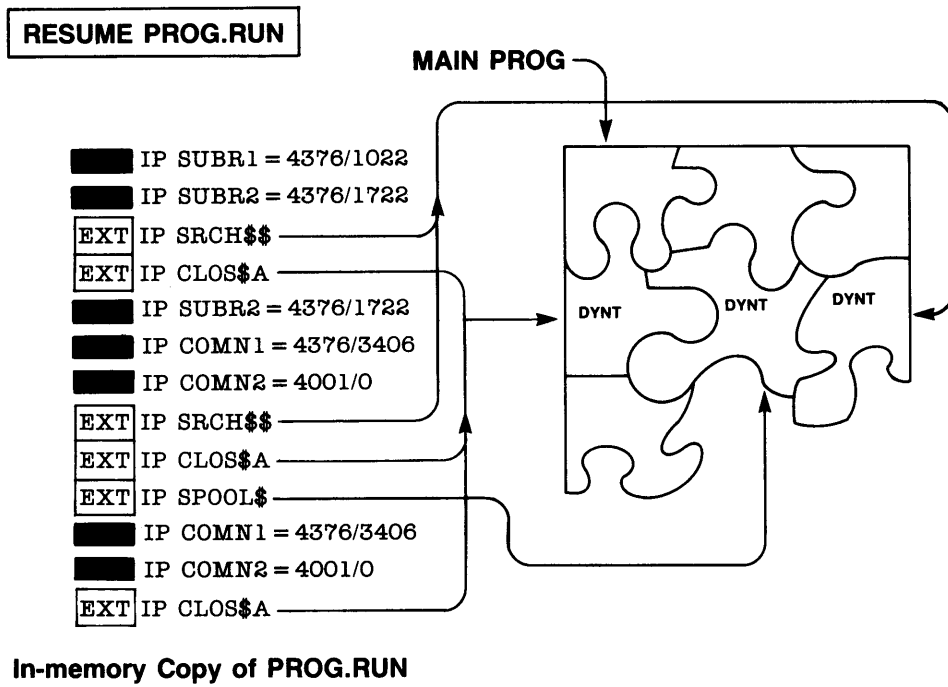 RESUME PROG.RUN
MAIN PROG
IP SUBR1 = 4376/1022
IP SUBR2 = 4376/1722
EXT IP SRCH$$
EXT IP CLOS$A
IP SUBR2 = 4376/1722
IP COMN1 = 4376/3406
IP COMN2 = 4001/0
EXT IP SRCH$$
EXT IP CLOS$A
EXT IP SPOOL$
IP COMN1 = 4376/3406
IP COMN2 = 4001/0
EXT IP CLOS$A
DYNT
DYNT
DYNT
In-memory Copy of PROG.RUN